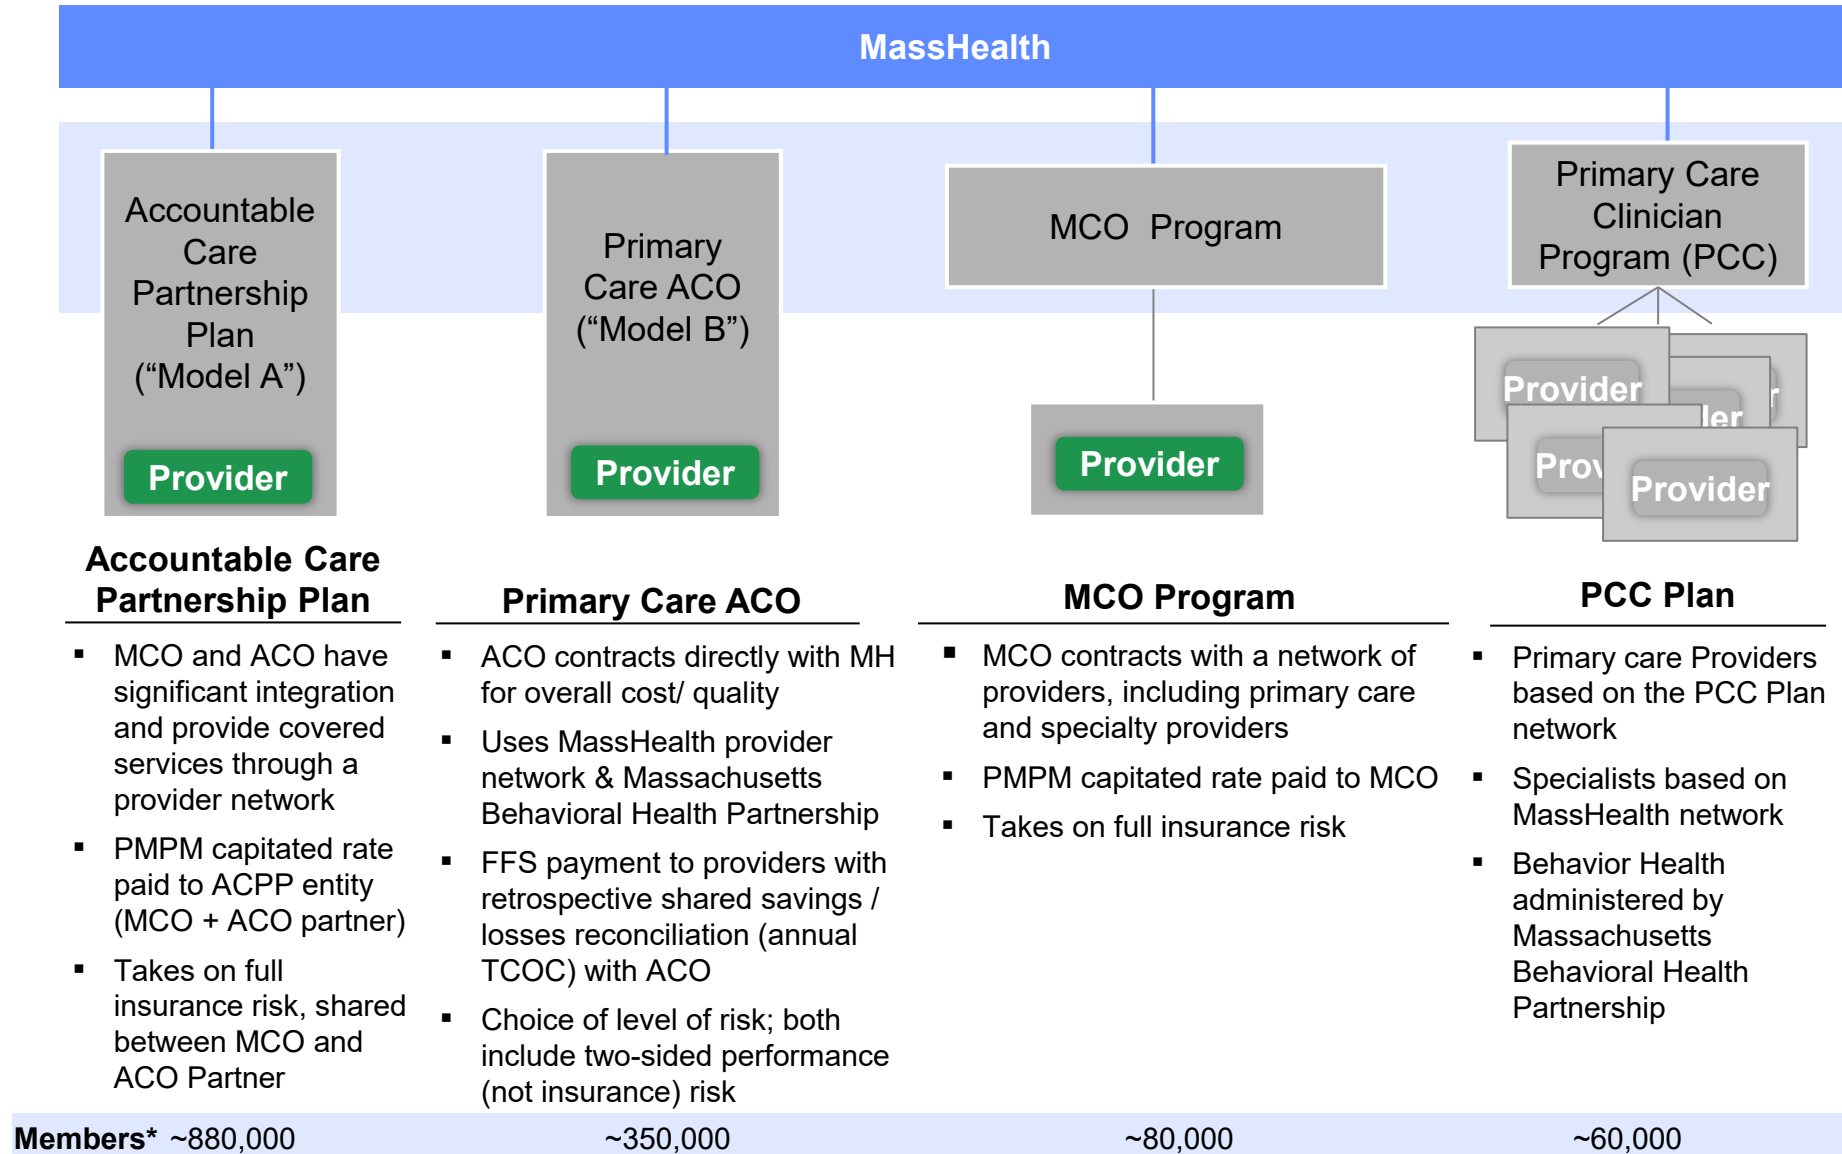 MassHealth
Accountable
Care
Partnership
Plan
(“Model A”)
Provider
Primary
Care ACO
(“Model B”)
Provider
MCO Program
Provider
Primary Care
Clinician
Program (PCC)
Provider
r
der
Prov
Provider
Accountable Care
Partnership Plan
▪ MCO and ACO have
significant integration
and provide covered
services through a
provider network
▪ PMPM capitated rate
paid to ACPP entity
(MCO + ACO partner)
▪ Takes on full
insurance risk, shared
between MCO and
ACO Partner
Primary Care ACO
▪ ACO contracts directly with MH
for overall cost/ quality
▪ Uses MassHealth provider
network & Massachusetts
Behavioral Health Partnership
▪ FFS payment to providers with
retrospective shared savings /
losses reconciliation (annual
TCOC) with ACO
▪ Choice of level of risk; both
include two-sided performance
(not insurance) risk
MCO Program
▪ MCO contracts with a network of
providers, including primary care
and specialty providers
▪ PMPM capitated rate paid to MCO
▪ Takes on full insurance risk
PCC Plan
▪ Primary care Providers
based on the PCC Plan
network
▪ Specialists based on
MassHealth network
▪ Behavior Health
administered by
Massachusetts
Behavioral Health
Partnership
Members* ~880,000 ~350,000 ~80,000 ~60,000